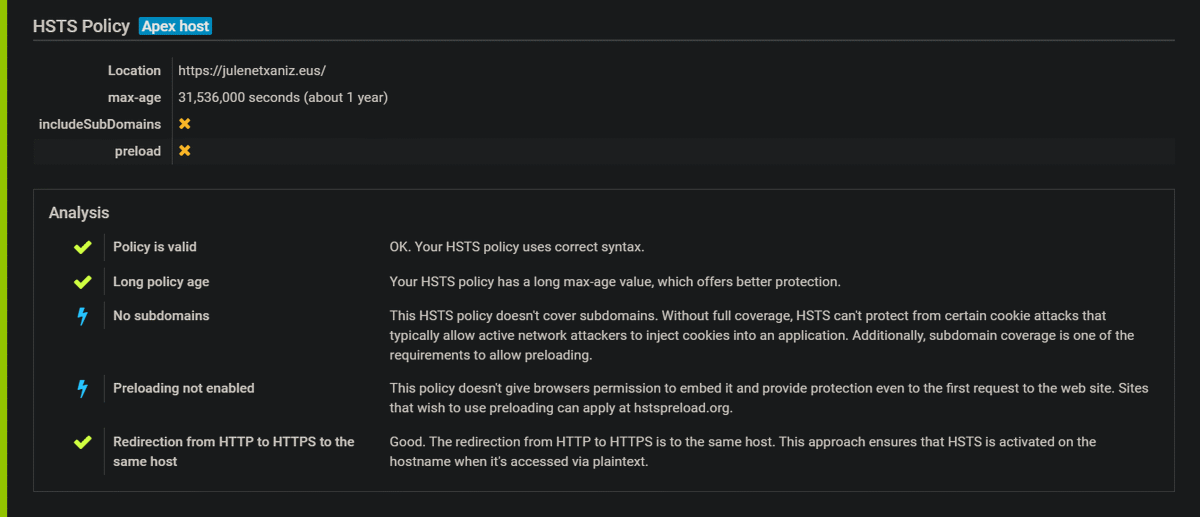 HSTS Policy Apex host
Location https://julenetxaniz.eus/
max-age 31,536,000 seconds (about 1 year)
includeSubDomains
preload
Analysis
Policy is valid OK. Your HSTS policy uses correct syntax.
Long policy age Your HSTS policy has a long max-age value, which offers better protection.
No subdomains This HSTS policy doesn't cover subdomains. Without full coverage, HSTS can't protect from certain cookie attacks that
typically allow active network attackers to inject cookies into an application. Additionally, subdomain coverage is one of the
requirements to allow preloading.
Preloading not enabled This policy doesn't give browsers permission to embed it and provide protection even to the first request to the web site. Sites
that wish to use preloading can apply at hstspreload.org.
Redirection from HTTP to HTTPS to the Good. The redirection from HTTP to HTTPS is to the same host. This approach ensures that HSTS is activated on the
same host hostname when it's accessed via plaintext.